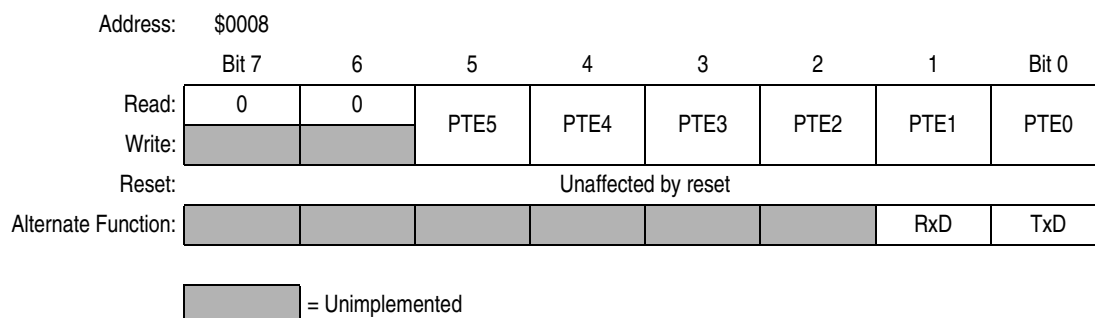 Address: $0008
Bit 7 6 5 4 3 2 1 Bit 0
Read: 0 0 PTE5 PTE4 PTE3 PTE2 PTE1 PTE0
Write:
Reset: Unaffected by reset
Alternate Function: RxD TxD
= Unimplemented